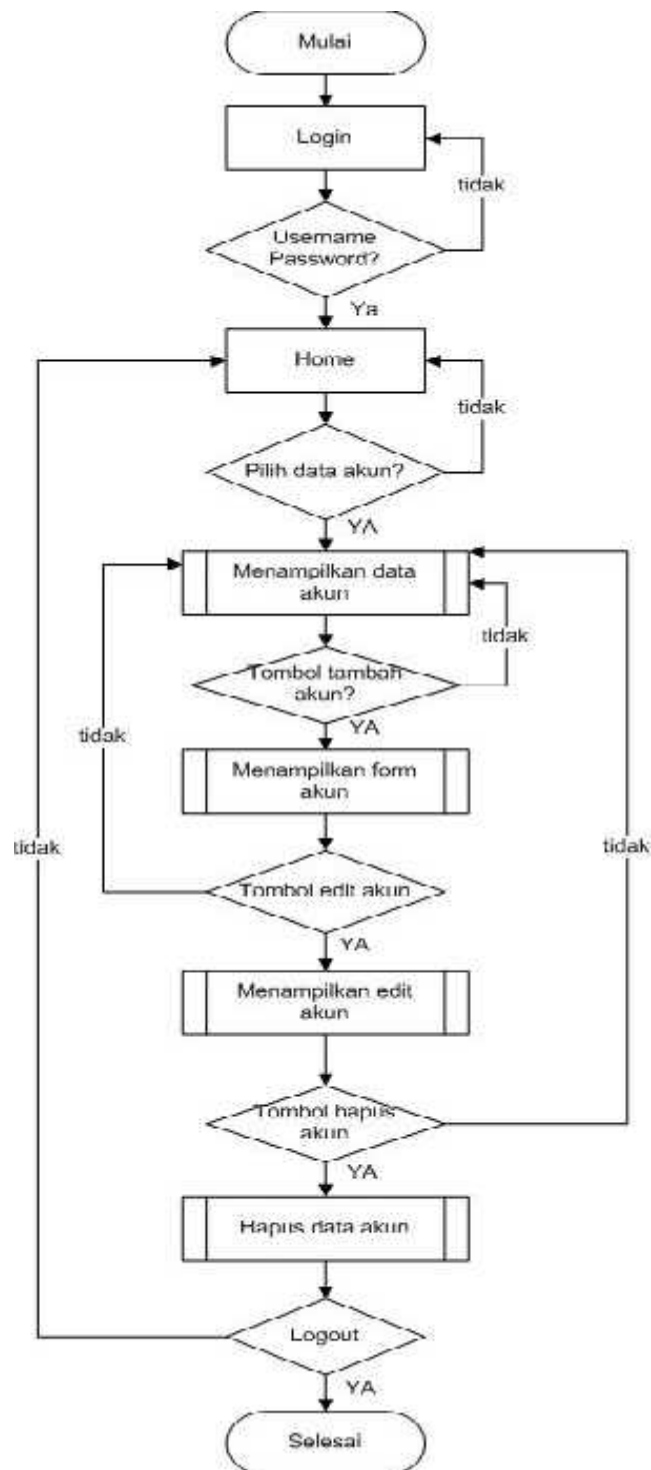 Mulai
Login
tidak
Username
Password?
Ya
Home
tidak
Pilih data akun?
YA
Menampilkan data
akun
tidak
Tombol tambah
akun?
YA
tidak
Menampilkan form
akun
tidak
tidak
Tombol edit akun
YA
Menampilkan edit
akun
Tombol hapus
akun
YA
Hapus data akun
Logout
YA
Selesai